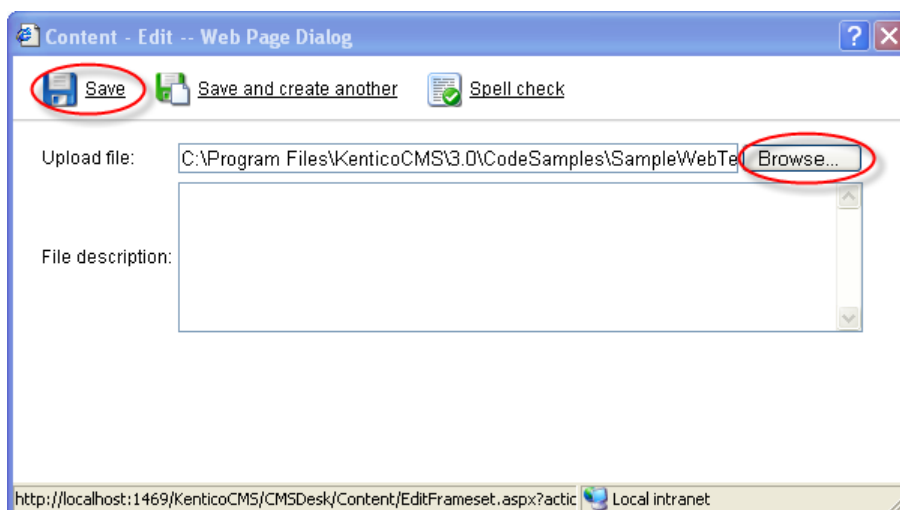 Content - Edit -- Web Page Dialog
Save Save and create another Spell check
Upload file: C:\Program Files\KenticoCMS\3.0\CodeSamples\SampleWebTe Browse...
File description:
http://localhost:1469/KenticoCMS/CMSDesk/Content/EditFrameset.aspx?actic Local intranet